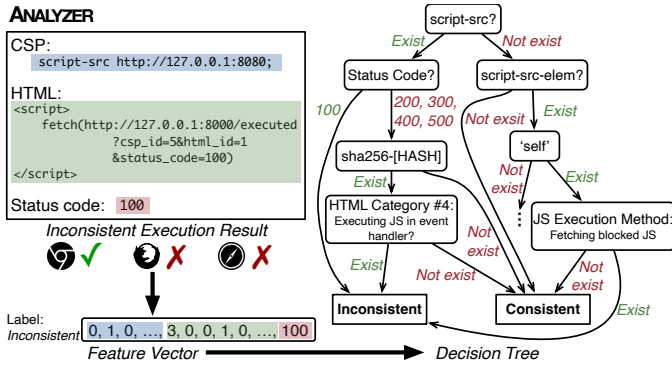 ANALYZER
CSP:
script-src http://127.0.0.1:8080;
HTML:
<script>
fetch(http://127.0.0.1:8000/executed
?csp_id=5&html_id=1
&status_code=100)
</script>
Status code: 100
Inconsistent Execution Result
Label:
Inconsistent
0, 1, 0, ..., 3, 0, 0, 1, 0, ..., 100
Feature Vector
Decision Tree
script-src?
Exist
Not exist
Status Code?
script-src-elem?
100
200, 300,
400, 500
Not exsit
Exist
sha256-[HASH]
'self'
Exist
Not
exist
Exist
HTML Category #4:
Executing JS in event
handler?
Not
exist
⋮
JS Execution Method:
Fetching blocked JS
Exist
Not exist
Not
exist
Exist
Inconsistent
Consistent